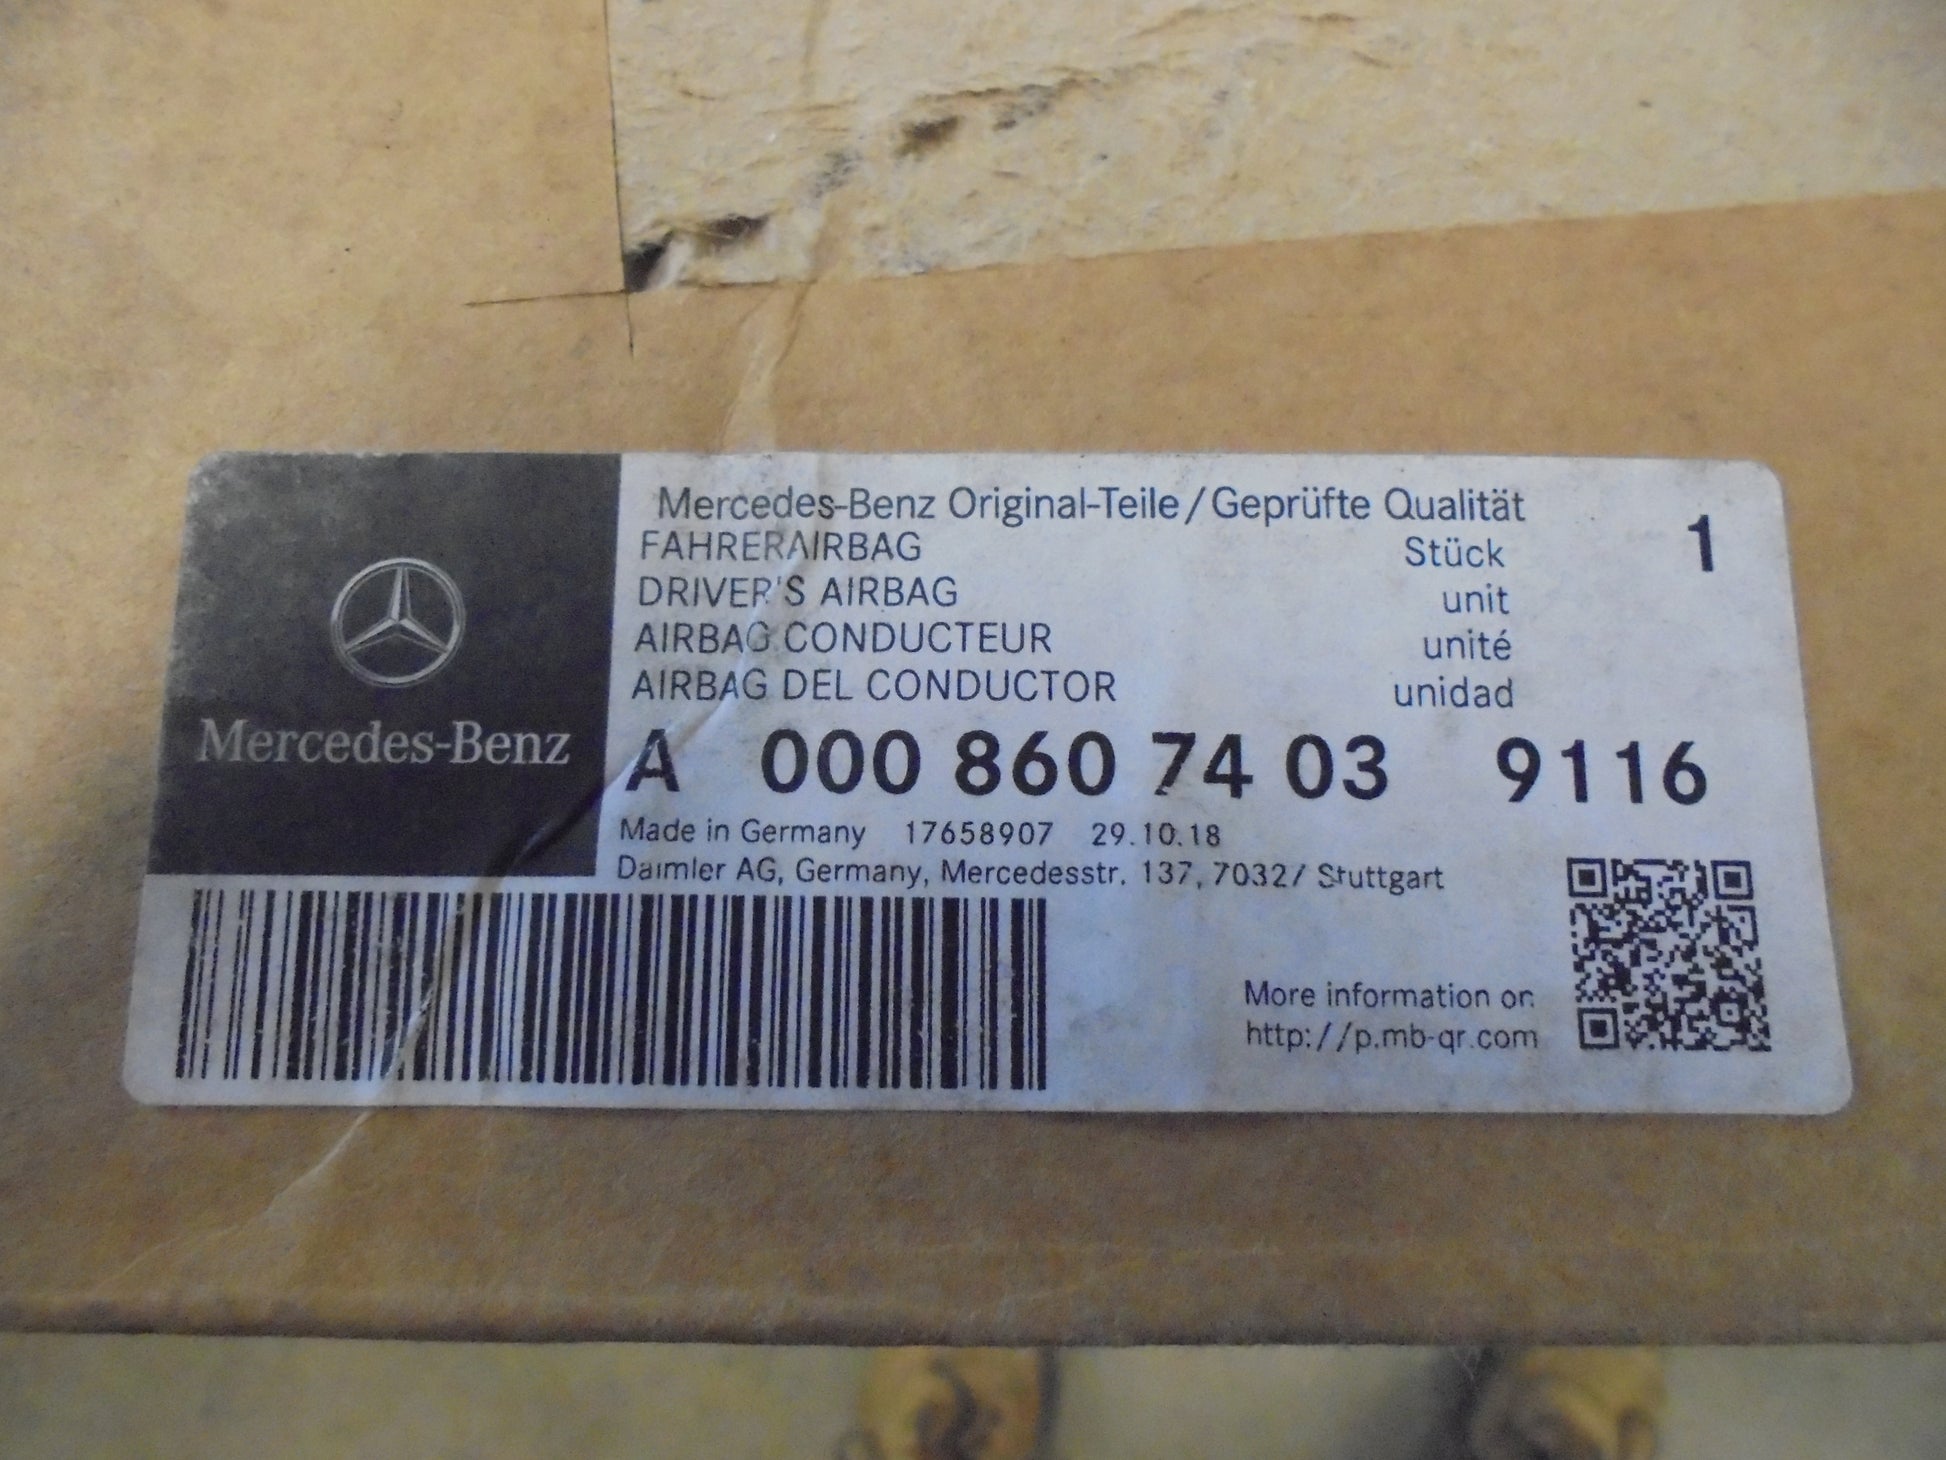 Mercedes-Benz
Mercedes-Benz Original-Teile/Geprüfte Qualität
FAHRERAIRBAG Stück 1
DRIVER'S AIRBAG unit
AIRBAG CONDUCTEUR unité
AIRBAG DEL CONDUCTOR unidad
A 000 860 74 03 9116
Made in Germany 17658907 29.10.18
Daimler AG, Germany, Mercedesstr. 137, 70327 Stuttgart
More information on
http://p.mb-qr.com